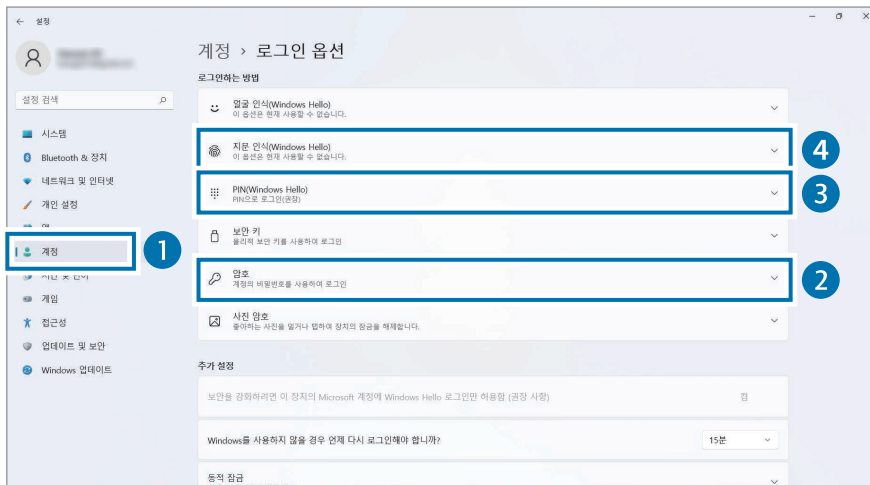 ← 설정
계정 > 로그인 옵션
로그인하는 방법
설정 검색
시스템
Bluetooth & 장치
네트워크 및 인터넷
개인 설정
계정
1
게임
접근성
업데이트 및 보안
Windows 업데이트
얼굴 인식(Windows Hello)
이 옵션은 현재 사용할 수 없습니다.
지문 인식(Windows Hello)
이 옵션은 현재 사용할 수 없습니다.
4
PIN(Windows Hello)
PIN으로 로그인(권장)
3
보안 키
물리적 보안 키를 사용하여 로그인
암호
계정의 비밀번호를 사용하여 로그인
2
사진 암호
좋아하는 사진을 밀거나 탭하여 장치의 잠금을 해제합니다.
추가 설정
보안을 강화하려면 이 장치의 Microsoft 계정에 Windows Hello 로그인만 허용함 (권장 사항)
컴
Windows를 사용하지 않을 경우 언제 다시 로그인해야 합니까?
15분
동적 잠금